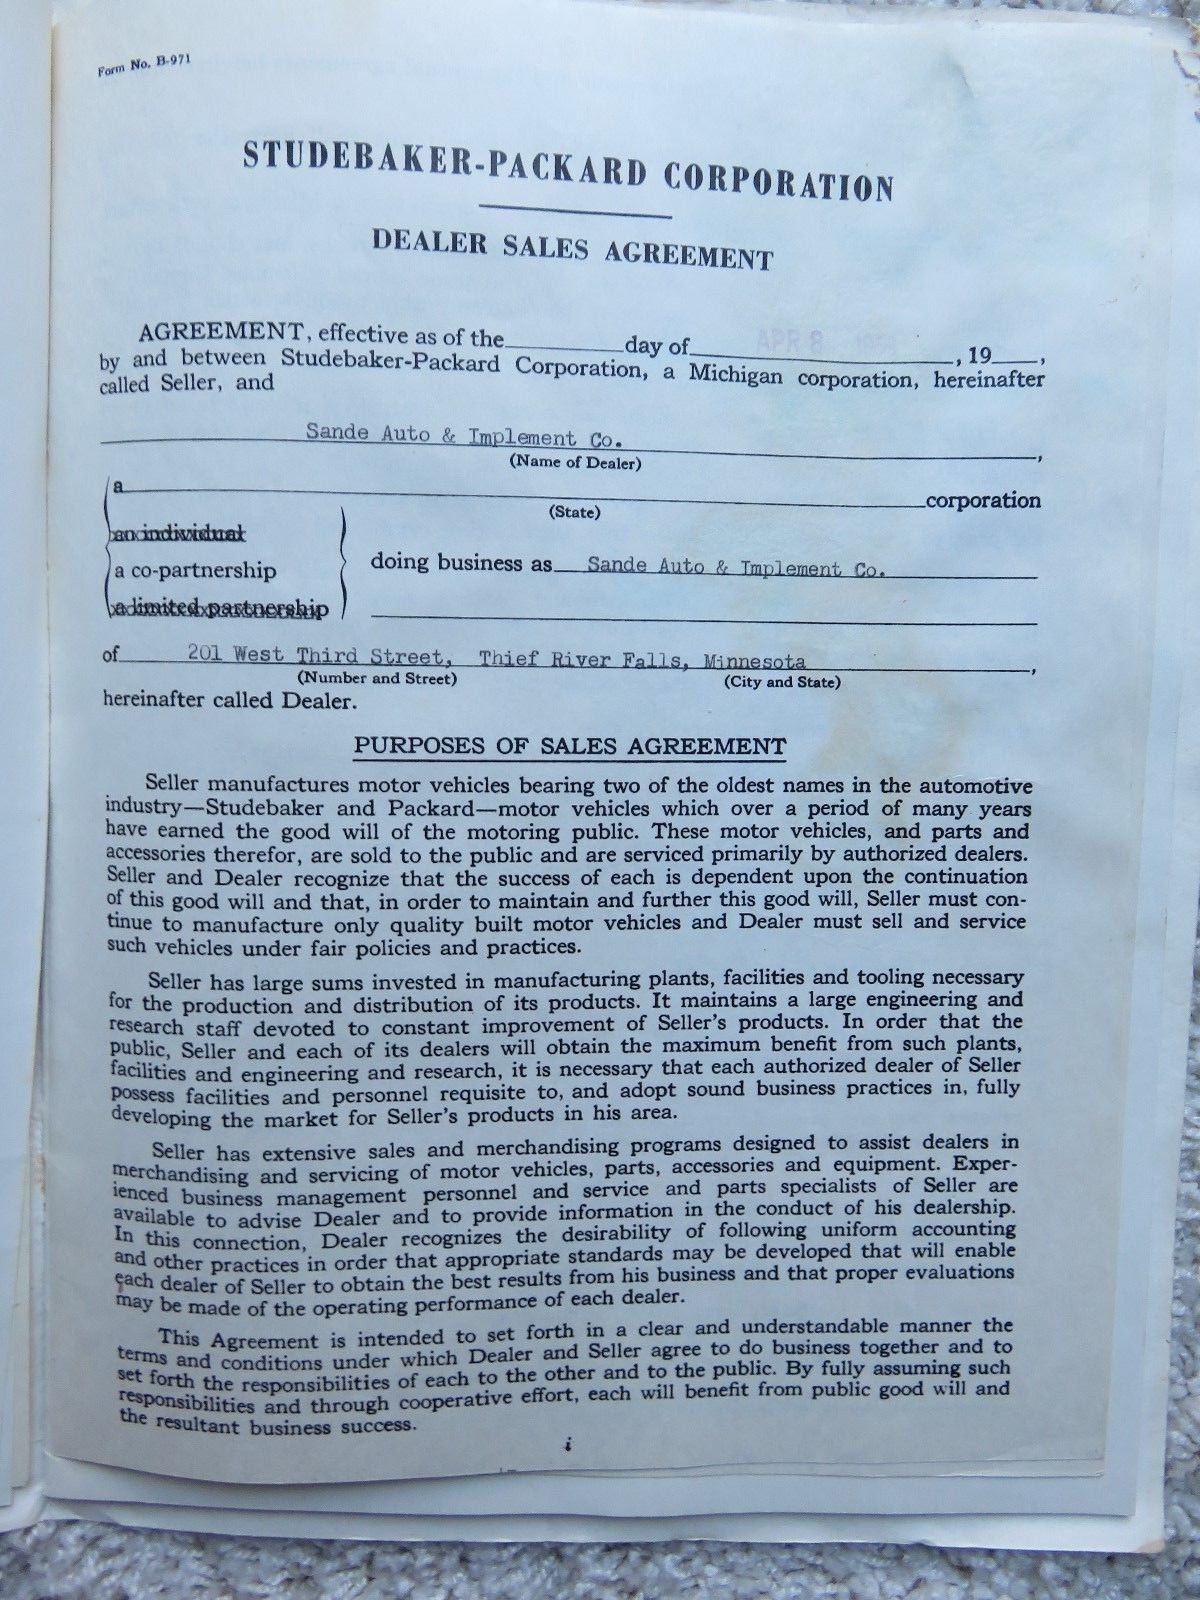 Form No. B-971
STUDEBAKER-PACKARD CORPORATION
DEALER SALES AGREEMENT
AGREEMENT, effective as of the________day of APR 8, 19___,
by and between Studebaker-Packard Corporation, a Michigan corporation, hereinafter
called Seller, and
Sande Auto & Implement Co.,
(Name of Dealer)
a________corporation
(State)
an individual
a co-partnership
doing business as Sande Auto & Implement Co.
a limited partnership
of 201 West Third Street, Thief River Falls, Minnesota,
(Number and Street) (City and State)
hereinafter called Dealer.
PURPOSES OF SALES AGREEMENT
Seller manufactures motor vehicles bearing two of the oldest names in the automotive
industry—Studebaker and Packard—motor vehicles which over a period of many years
have earned the good will of the motoring public. These motor vehicles, and parts and
accessories therefor, are sold to the public and are serviced primarily by authorized dealers.
Seller and Dealer recognize that the success of each is dependent upon the continuation
of this good will and that, in order to maintain and further this good will, Seller must con-
tinue to manufacture only quality built motor vehicles and Dealer must sell and service
such vehicles under fair policies and practices.
Seller has large sums invested in manufacturing plants, facilities and tooling necessary
for the production and distribution of its products. It maintains a large engineering and
research staff devoted to constant improvement of Seller's products. In order that the
public, Seller and each of its dealers will obtain the maximum benefit from such plants,
facilities and engineering and research, it is necessary that each authorized dealer of Seller
possess facilities and personnel requisite to, and adopt sound business practices in, fully
developing the market for Seller's products in his area.
Seller has extensive sales and merchandising programs designed to assist dealers in
merchandising and servicing of motor vehicles, parts, accessories and equipment. Exper-
ienced business management personnel and service and parts specialists of Seller are
available to advise Dealer and to provide information in the conduct of his dealership.
In this connection, Dealer recognizes the desirability of following uniform accounting
and other practices in order that appropriate standards may be developed that will enable
each dealer of Seller to obtain the best results from his business and that proper evaluations
may be made of the operating performance of each dealer.
This Agreement is intended to set forth in a clear and understandable manner the
terms and conditions under which Dealer and Seller agree to do business together and to
set forth the responsibilities of each to the other and to the public. By fully assuming such
responsibilities and through cooperative effort, each will benefit from public good will and
the resultant business success.
i